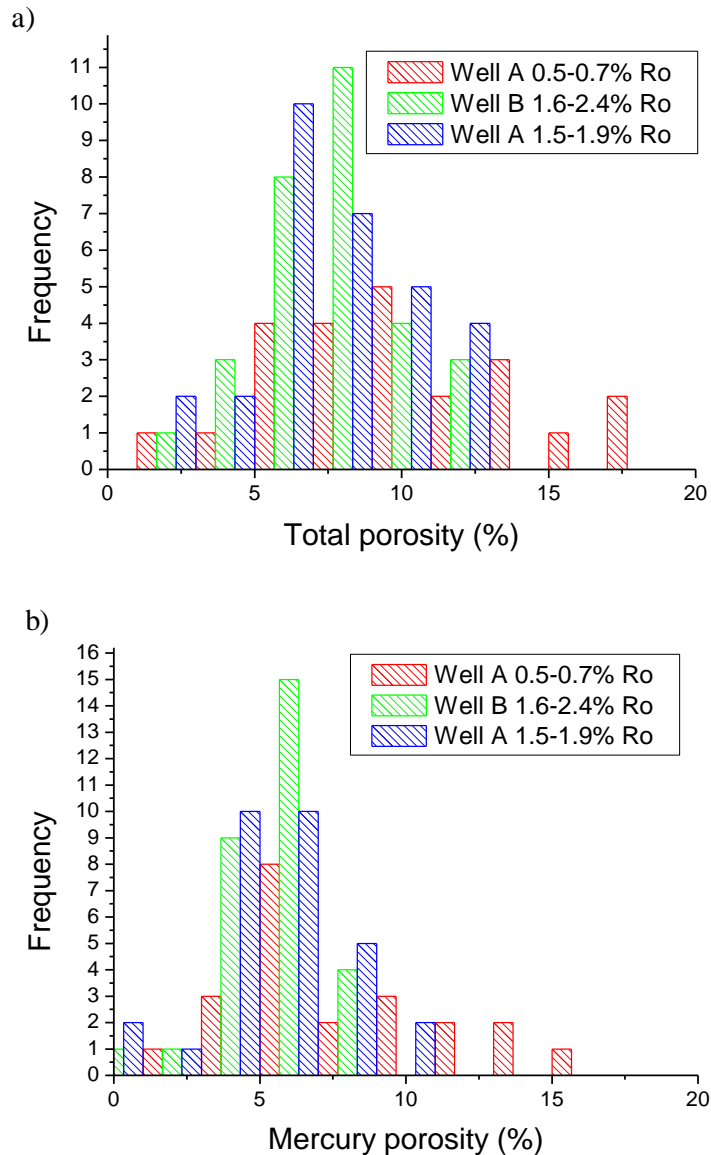 a)
11
10
9
8
7
6
5
4
3
2
1
0
Frequency
Well A 0.5-0.7% Ro
Well B 1.6-2.4% Ro
Well A 1.5-1.9% Ro
0 5 10 15 20
Total porosity (%)
b)
16
15
14
13
12
11
10
9
8
7
6
5
4
3
2
1
0
Frequency
Well A 0.5-0.7% Ro
Well B 1.6-2.4% Ro
Well A 1.5-1.9% Ro
0 5 10 15 20
Mercury porosity (%)